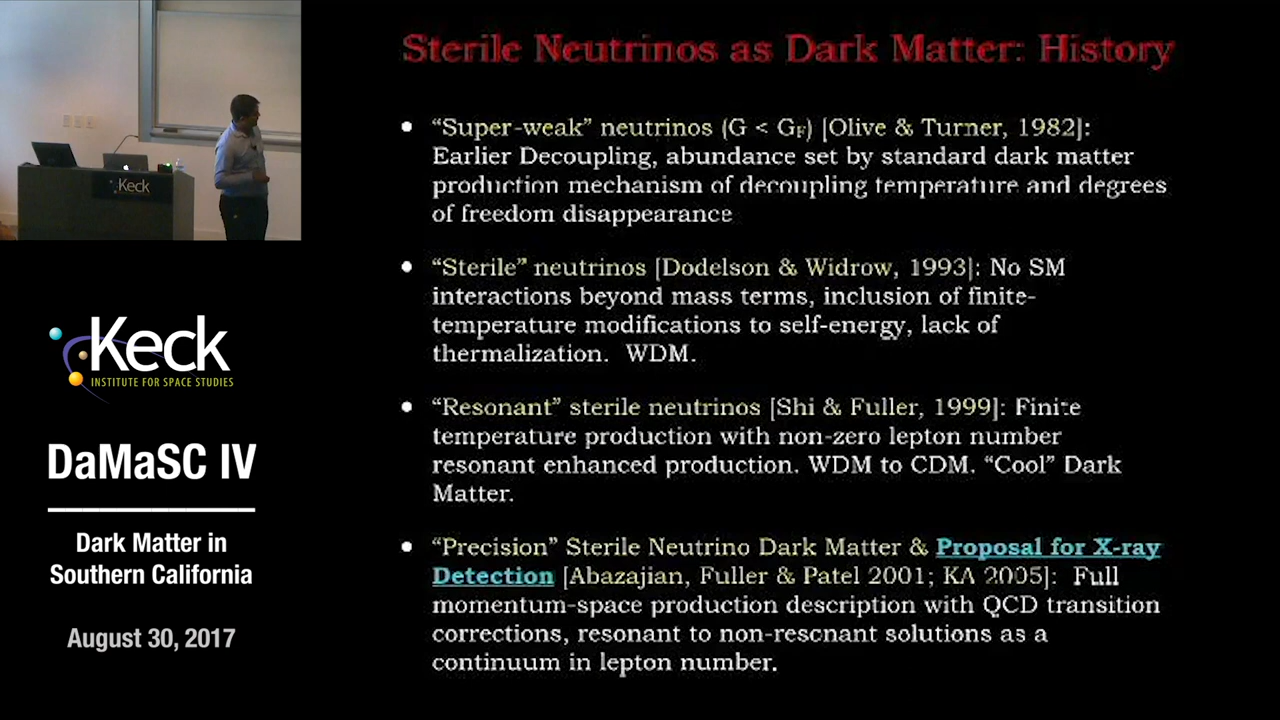 Sterile Neutrinos as Dark Matter: History
“Super-weak” neutrinos (G < GF) [Olive & Turner, 1982]:
Earlier Decoupling, abundance set by standard dark matter
production mechanism of decoupling temperature and degrees
of freedom disappearance
“Sterile” neutrinos [Dodelson & Widrow, 1993]: No SM
interactions beyond mass terms, inclusion of finite-
temperature modifications to self-energy, lack of
thermalization. WDM.
“Resonant” sterile neutrinos [Shi & Fuller, 1999]: Finite
temperature production with non-zero lepton number
resonant enhanced production. WDM to CDM. “Cool” Dark
Matter.
“Precision” Sterile Neutrino Dark Matter & Proposal for X-ray
Detection [Abazajian, Fuller & Patel 2001; KA 2005]: Full
momentum-space production description with QCD transition
corrections, resonant to non-resonant solutions as a
continuum in lepton number.
Keck
Keck
INSTITUTE FOR SPACE STUDIES
DaMaSC IV
Dark Matter in
Southern California
August 30, 2017